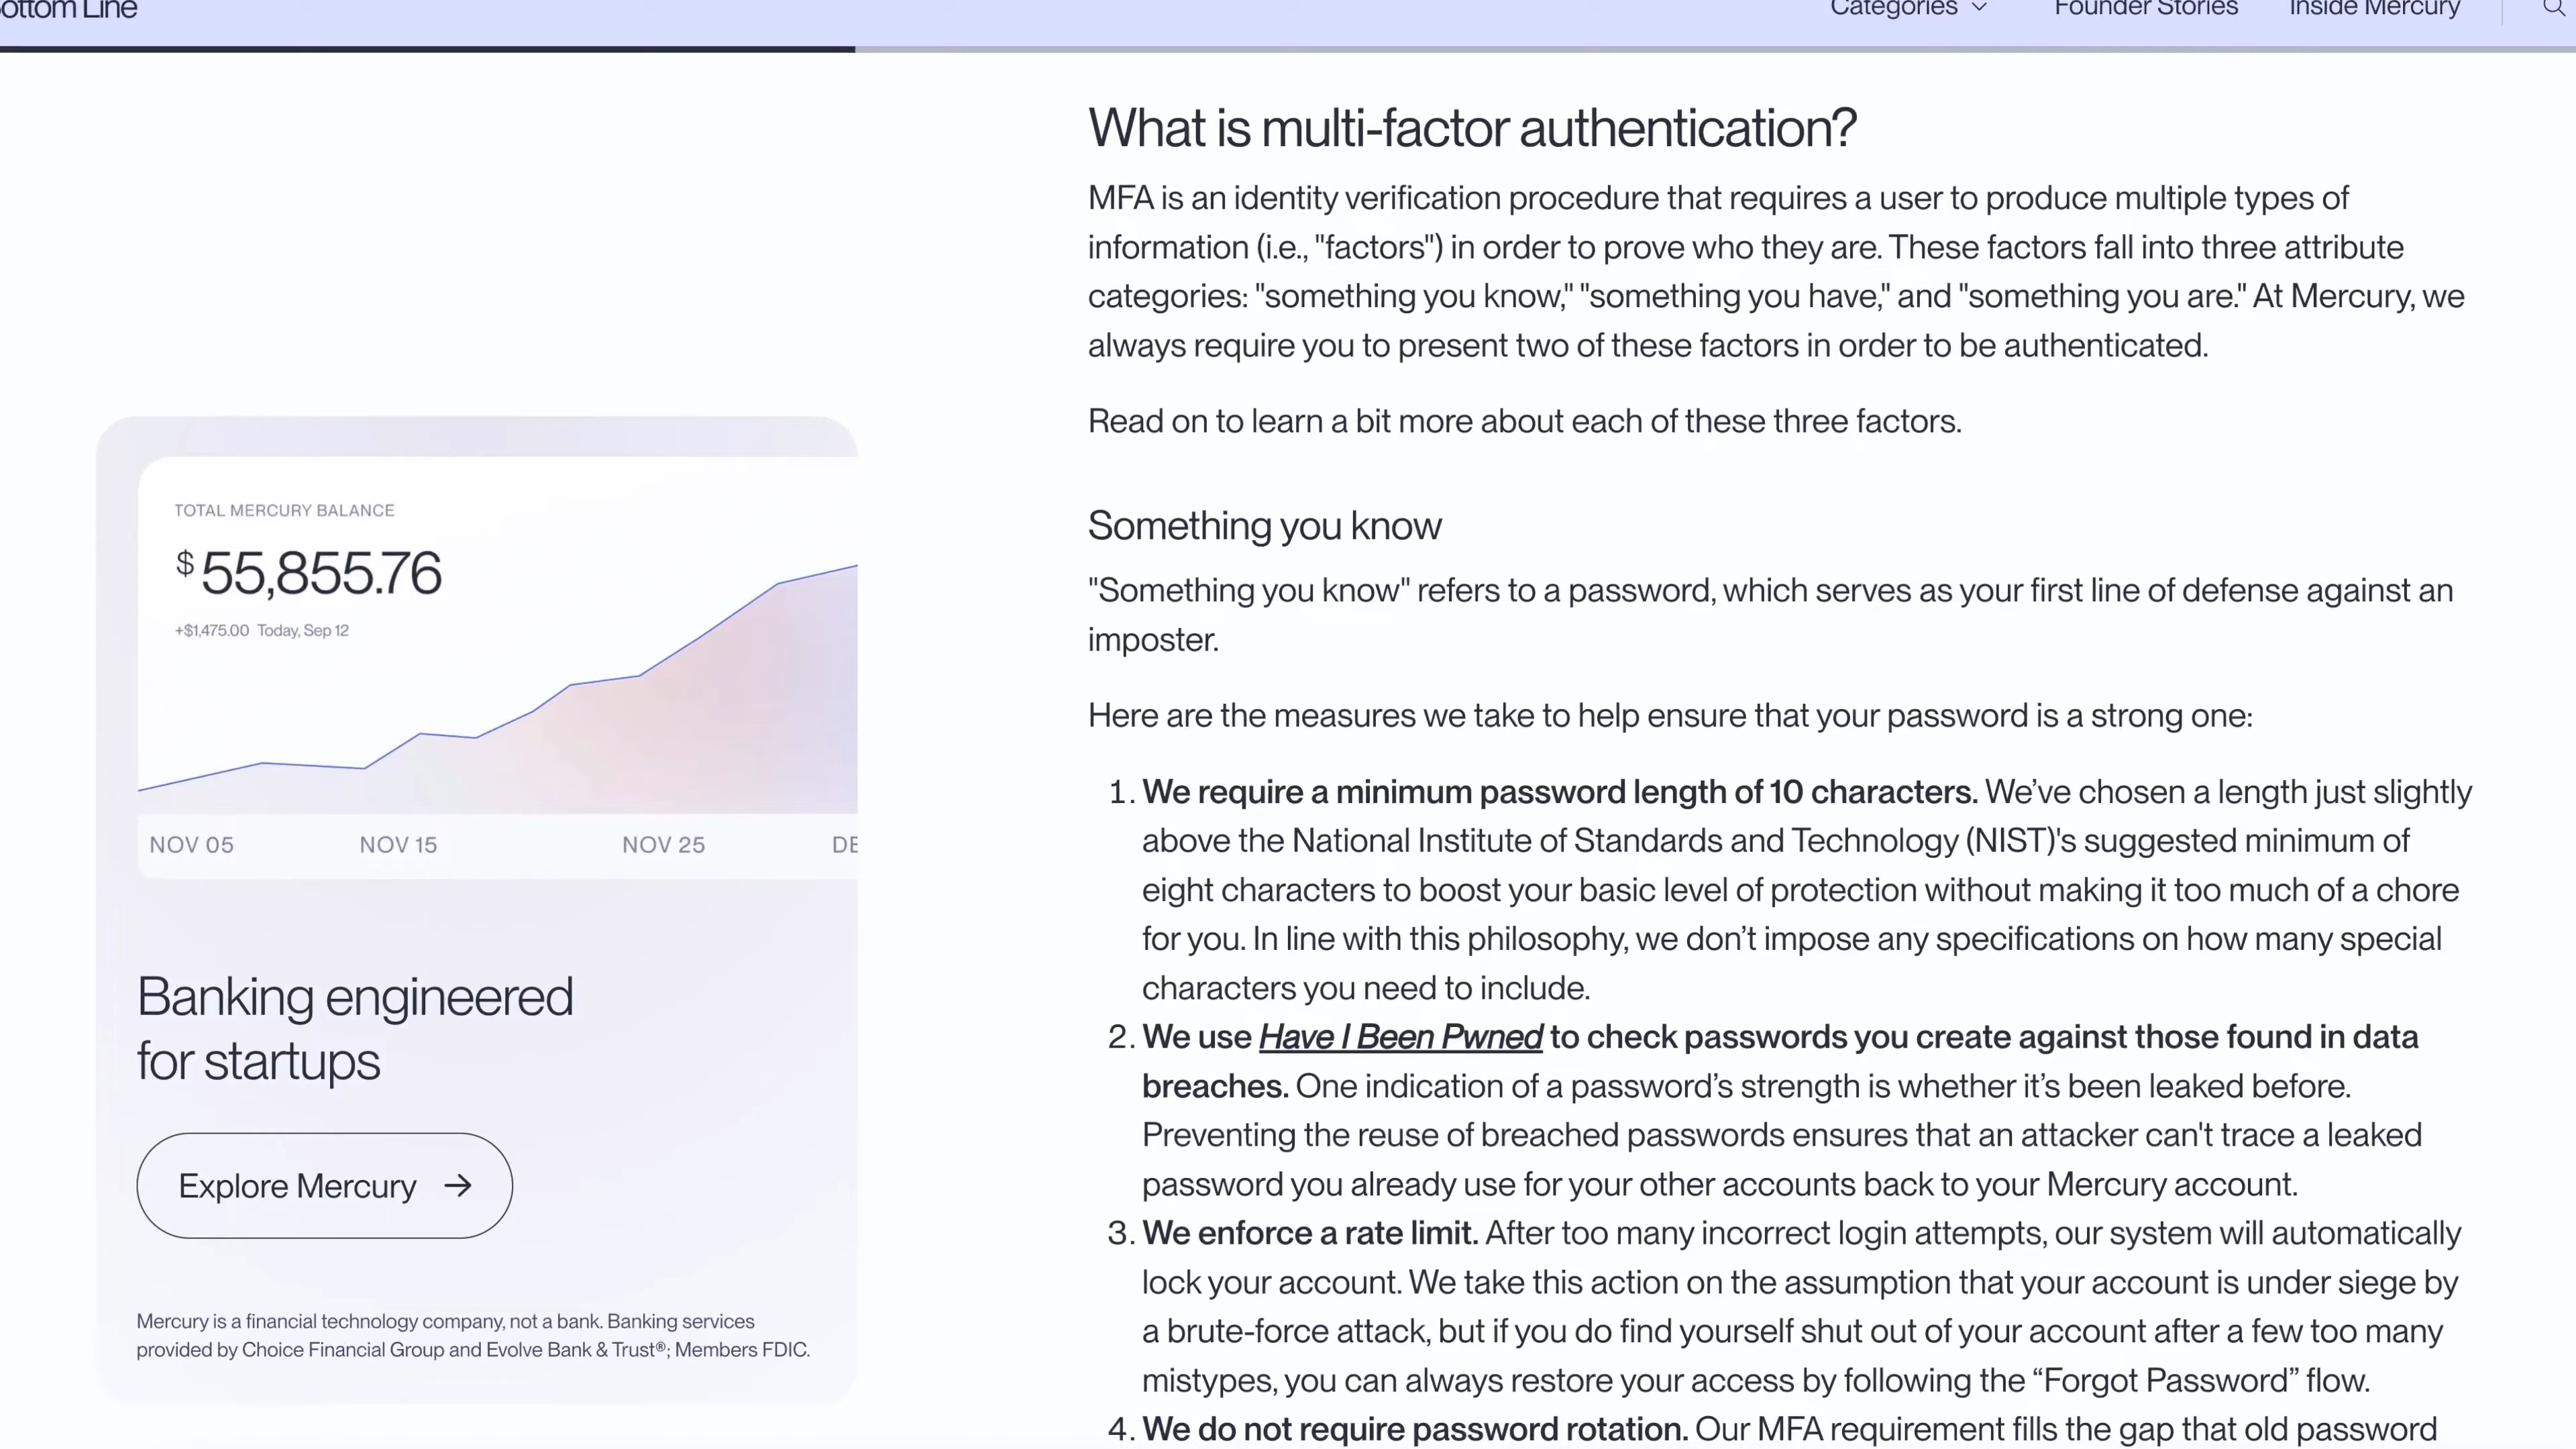 ottom Line
Categories
Founder Stories
Inside Mercury
What is multi-factor authentication?
MFA is an identity verification procedure that requires a user to produce multiple types of
information (i.e., "factors") in order to prove who they are. These factors fall into three attribute
categories: "something you know," "something you have," and "something you are." At Mercury, we
always require you to present two of these factors in order to be authenticated.
Read on to learn a bit more about each of these three factors.
Something you know
"Something you know" refers to a password, which serves as your first line of defense against an
imposter.
Here are the measures we take to help ensure that your password is a strong one:
1. We require a minimum password length of 10 characters. We’ve chosen a length just slightly
above the National Institute of Standards and Technology (NIST)'s suggested minimum of
eight characters to boost your basic level of protection without making it too much of a chore
for you. In line with this philosophy, we don’t impose any specifications on how many special
characters you need to include.
2. We use Have I Been Pwned to check passwords you create against those found in data
breaches. One indication of a password’s strength is whether it’s been leaked before.
Preventing the reuse of breached passwords ensures that an attacker can't trace a leaked
password you already use for your other accounts back to your Mercury account.
3. We enforce a rate limit. After too many incorrect login attempts, our system will automatically
lock your account. We take this action on the assumption that your account is under siege by
a brute-force attack, but if you do find yourself shut out of your account after a few too many
mistypes, you can always restore your access by following the “Forgot Password” flow.
4. We do not require password rotation. Our MFA requirement fills the gap that old password
TOTAL MERCURY BALANCE
$55,855.76
+$1,475.00 Today, Sep 12
NOV 05
NOV 15
NOV 25
DE
Banking engineered
for startups
Explore Mercury →
Mercury is a financial technology company, not a bank. Banking services
provided by Choice Financial Group and Evolve Bank & Trust®; Members FDIC.